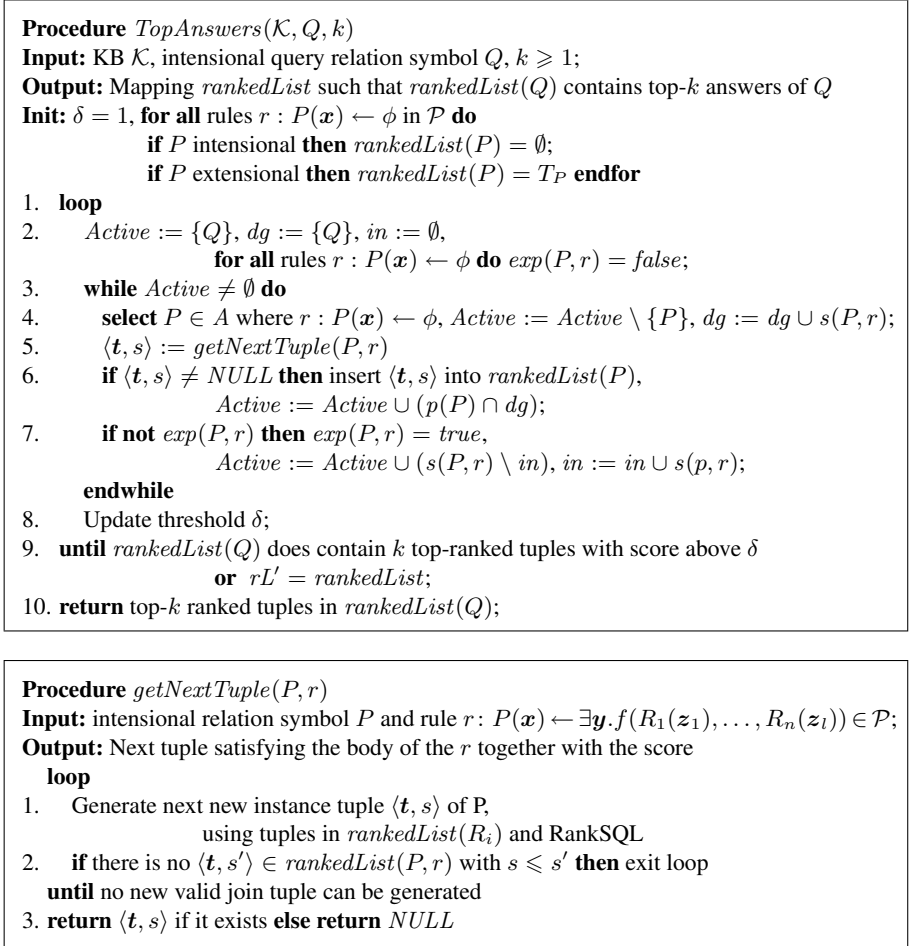 Procedure TopAnswers(𝒦, Q, k)
Input: KB 𝒦, intensional query relation symbol Q, k ⩾ 1;
Output: Mapping rankedList such that rankedList(Q) contains top-k answers of Q
Init: δ = 1, for all rules r : P(x) ← ϕ in 𝒫 do
if P intensional then rankedList(P) = ∅;
if P extensional then rankedList(P) = T_P endfor
1. loop
2. Active := {Q}, dg := {Q}, in := ∅,
for all rules r : P(x) ← ϕ do exp(P, r) = false;
3. while Active ≠ ∅ do
4. select P ∈ A where r : P(x) ← ϕ, Active := Active \ {P}, dg := dg ∪ s(P, r);
5. ⟨t, s⟩ := getNextTuple(P, r)
6. if ⟨t, s⟩ ≠ NULL then insert ⟨t, s⟩ into rankedList(P),
Active := Active ∪ (p(P) ∩ dg);
7. if not exp(P, r) then exp(P, r) = true,
Active := Active ∪ (s(P, r) \ in), in := in ∪ s(p, r);
endwhile
8. Update threshold δ;
9. until rankedList(Q) does contain k top-ranked tuples with score above δ
or rL′ = rankedList;
10. return top-k ranked tuples in rankedList(Q);
Procedure getNextTuple(P, r)
Input: intensional relation symbol P and rule r : P(x) ← ∃y.f(R₁(z₁), . . . , Rₙ(z_l)) ∈ 𝒫;
Output: Next tuple satisfying the body of the r together with the score
loop
1. Generate next new instance tuple ⟨t, s⟩ of P,
using tuples in rankedList(Rᵢ) and RankSQL
2. if there is no ⟨t, s′⟩ ∈ rankedList(P, r) with s ⩽ s′ then exit loop
until no new valid join tuple can be generated
3. return ⟨t, s⟩ if it exists else return NULL